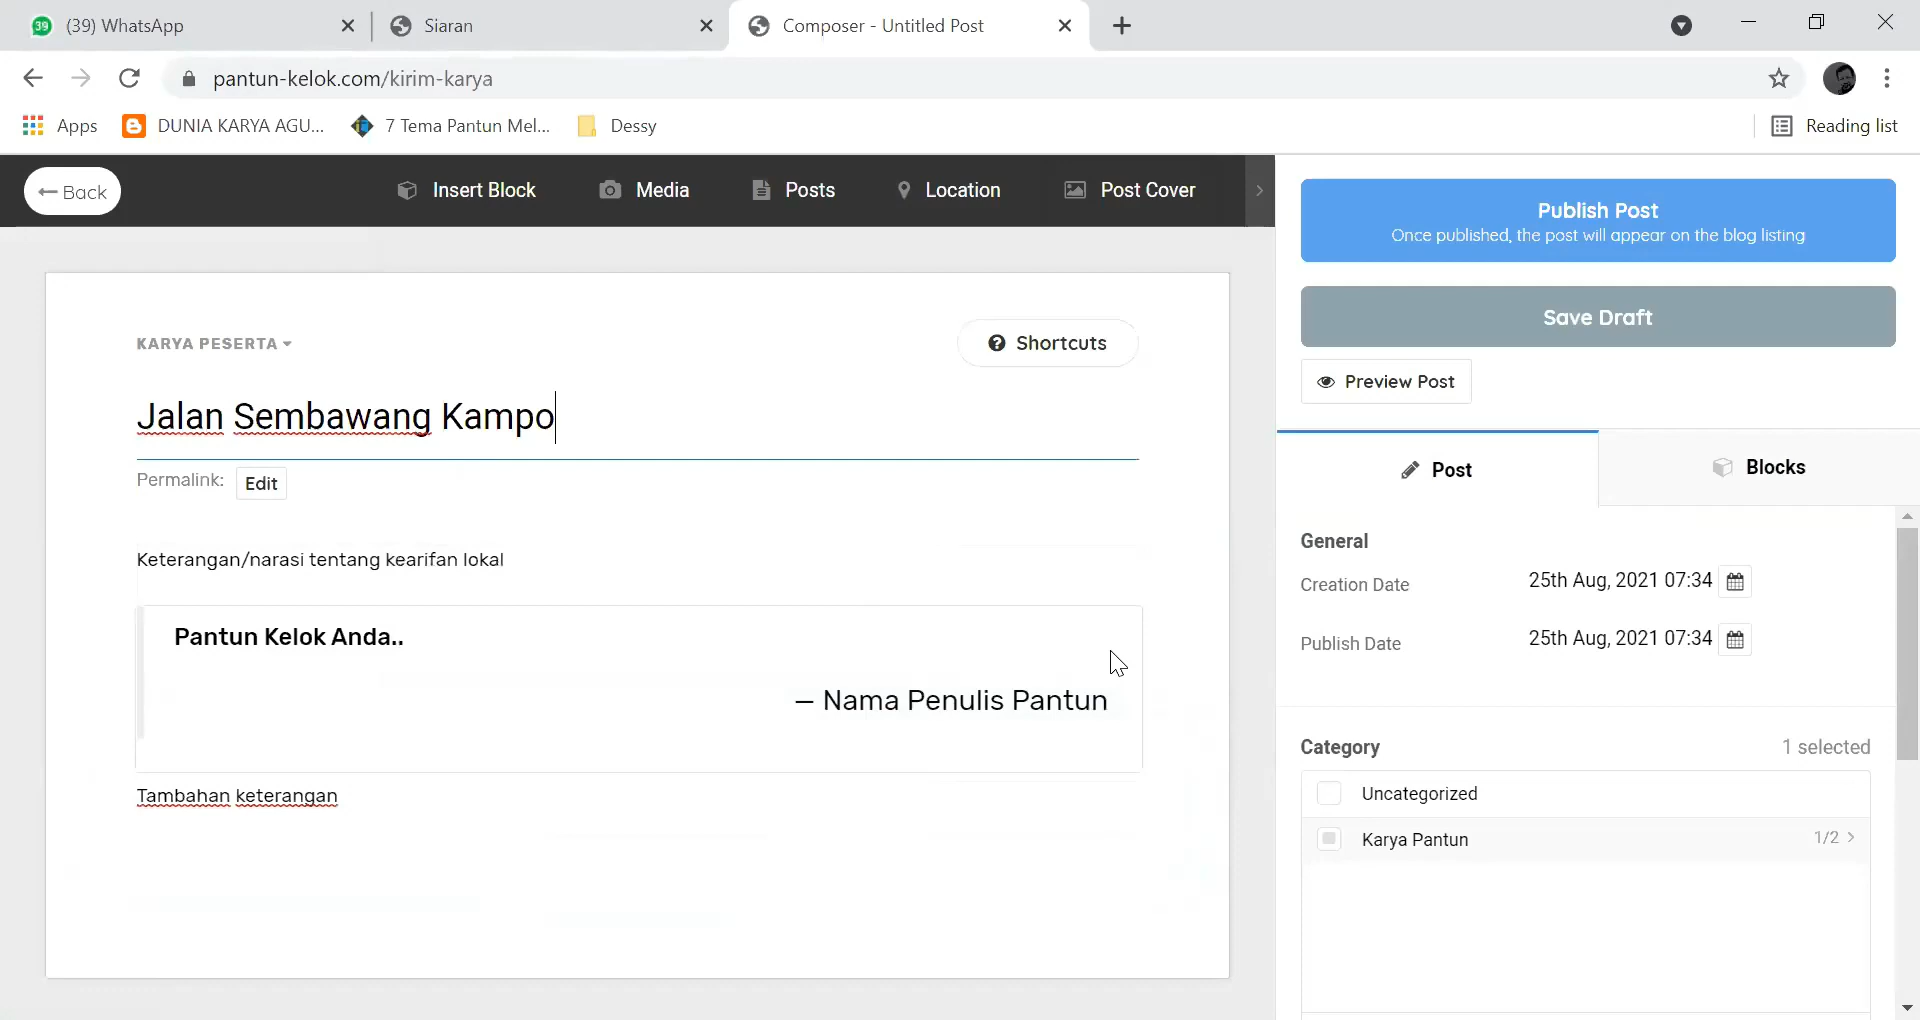 39 (39) WhatsApp
Siaran
Composer - Untitled Post
pantun-kelok.com/kirim-karya
Apps
DUNIA KARYA AGU...
7 Tema Pantun Mel...
Dessy
Reading list
Back
Insert Block
Media
Posts
Location
Post Cover
Publish Post
Once published, the post will appear on the blog listing
Save Draft
Preview Post
KARYA PESERTA
Shortcuts
Jalan Sembawang Kampo
Permalink: Edit
Keterangan/narasi tentang kearifan lokal
Pantun Kelok Anda..
— Nama Penulis Pantun
Tambahan keterangan
Post
Blocks
General
Creation Date 25th Aug, 2021 07:34
Publish Date 25th Aug, 2021 07:34
Category 1 selected
Uncategorized
Karya Pantun 1/2